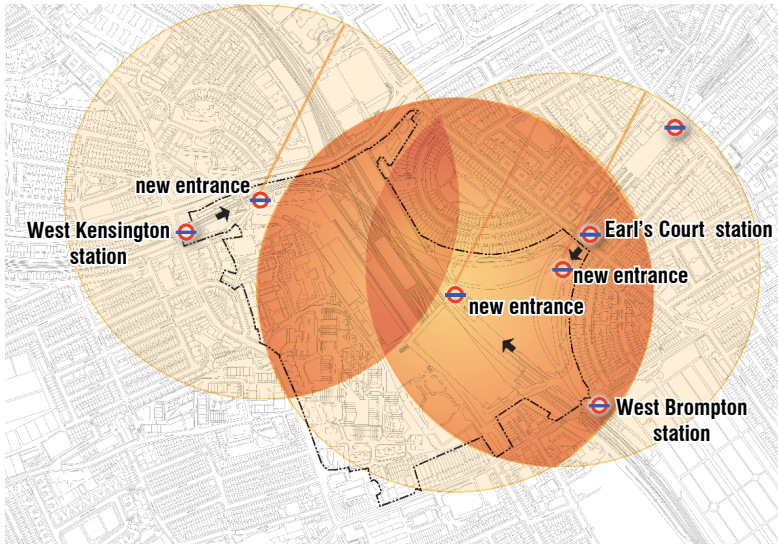 new entrance
West Kensington
station
Earl's Court station
new entrance
new entrance
West Brompton
station